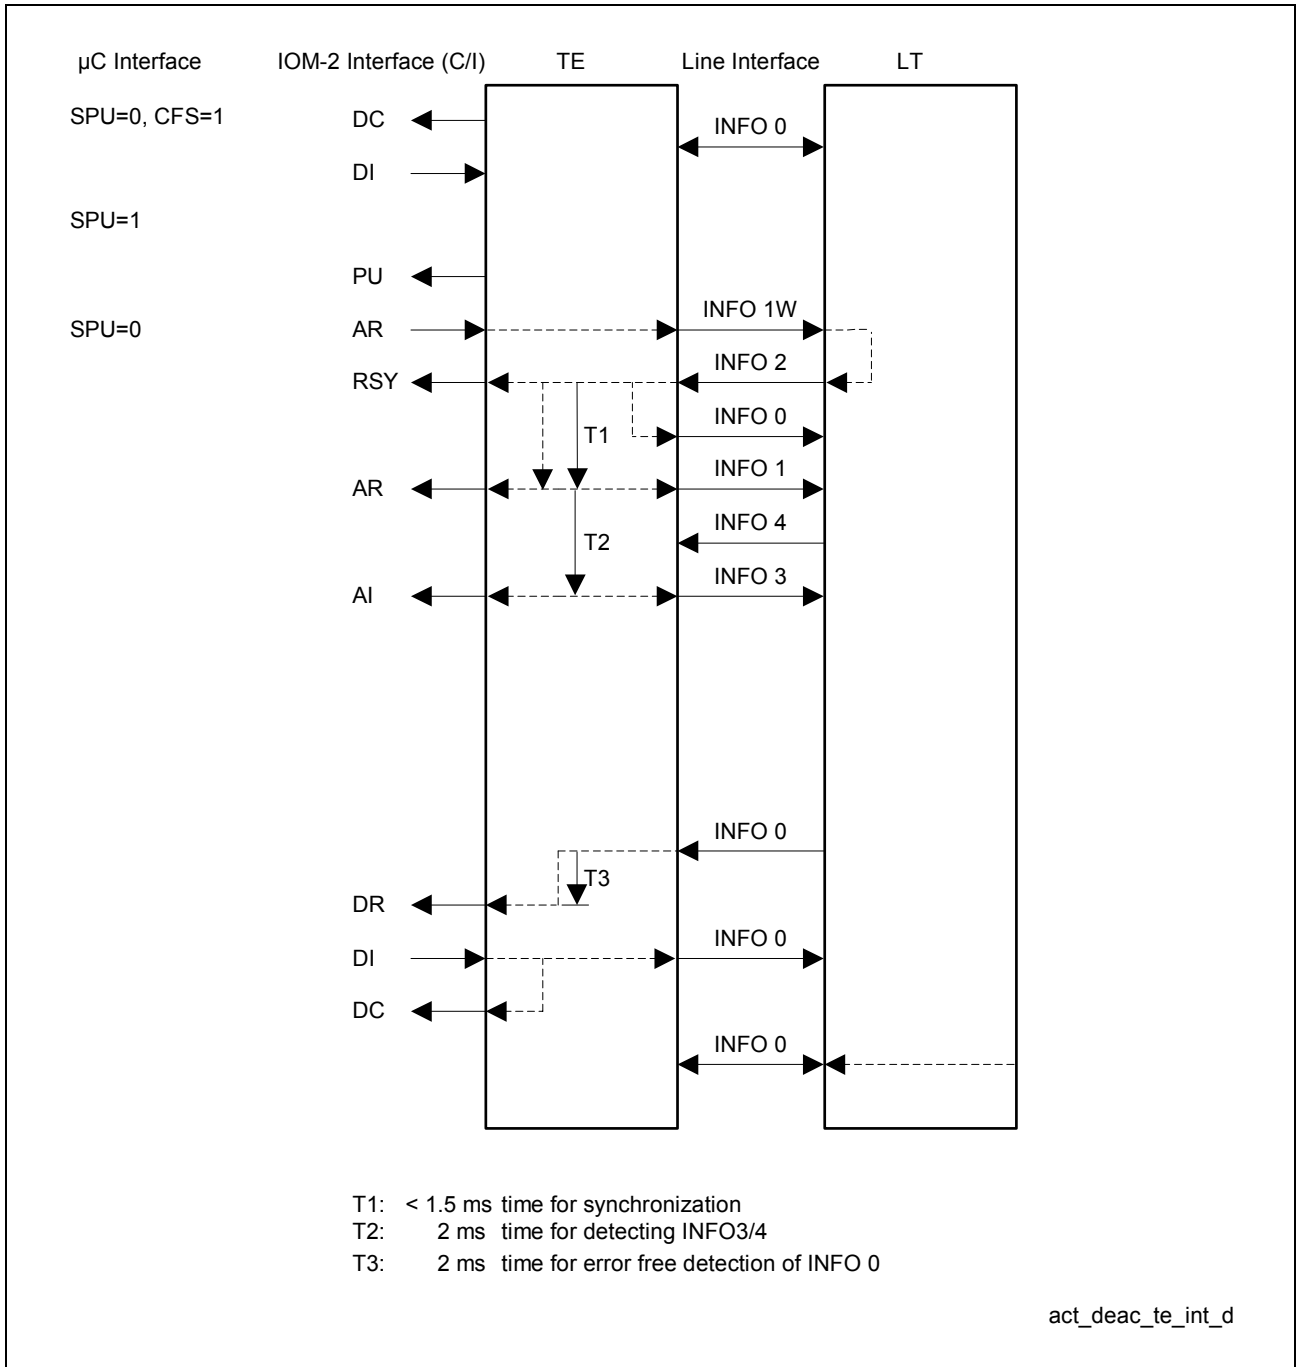 µC Interface IOM-2 Interface (C/I) TE Line Interface LT
SPU=0, CFS=1 DC INFO 0
DI
SPU=1
PU
INFO 1W
SPU=0 AR
INFO 2
RSY
INFO 0
T1
INFO 1
AR
INFO 4
T2
INFO 3
AI
INFO 0
T3
DR
INFO 0
DI
DC
INFO 0
T1: < 1.5 ms time for synchronization
T2: 2 ms time for detecting INFO3/4
T3: 2 ms time for error free detection of INFO 0
act_deac_te_int_d